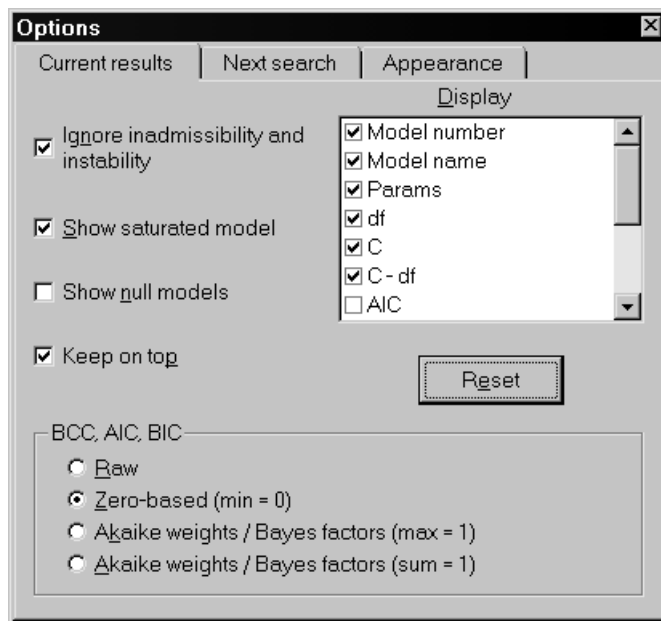 Options
Current results
Next search
Appearance
Display
Ignore inadmissibility and
instability
Show saturated model
Show null models
Keep on top
Model number
Model name
Params
df
C
C - df
AIC
Reset
BCC, AIC, BIC
Raw
Zero-based (min = 0)
Akaike weights / Bayes factors (max = 1)
Akaike weights / Bayes factors (sum = 1)